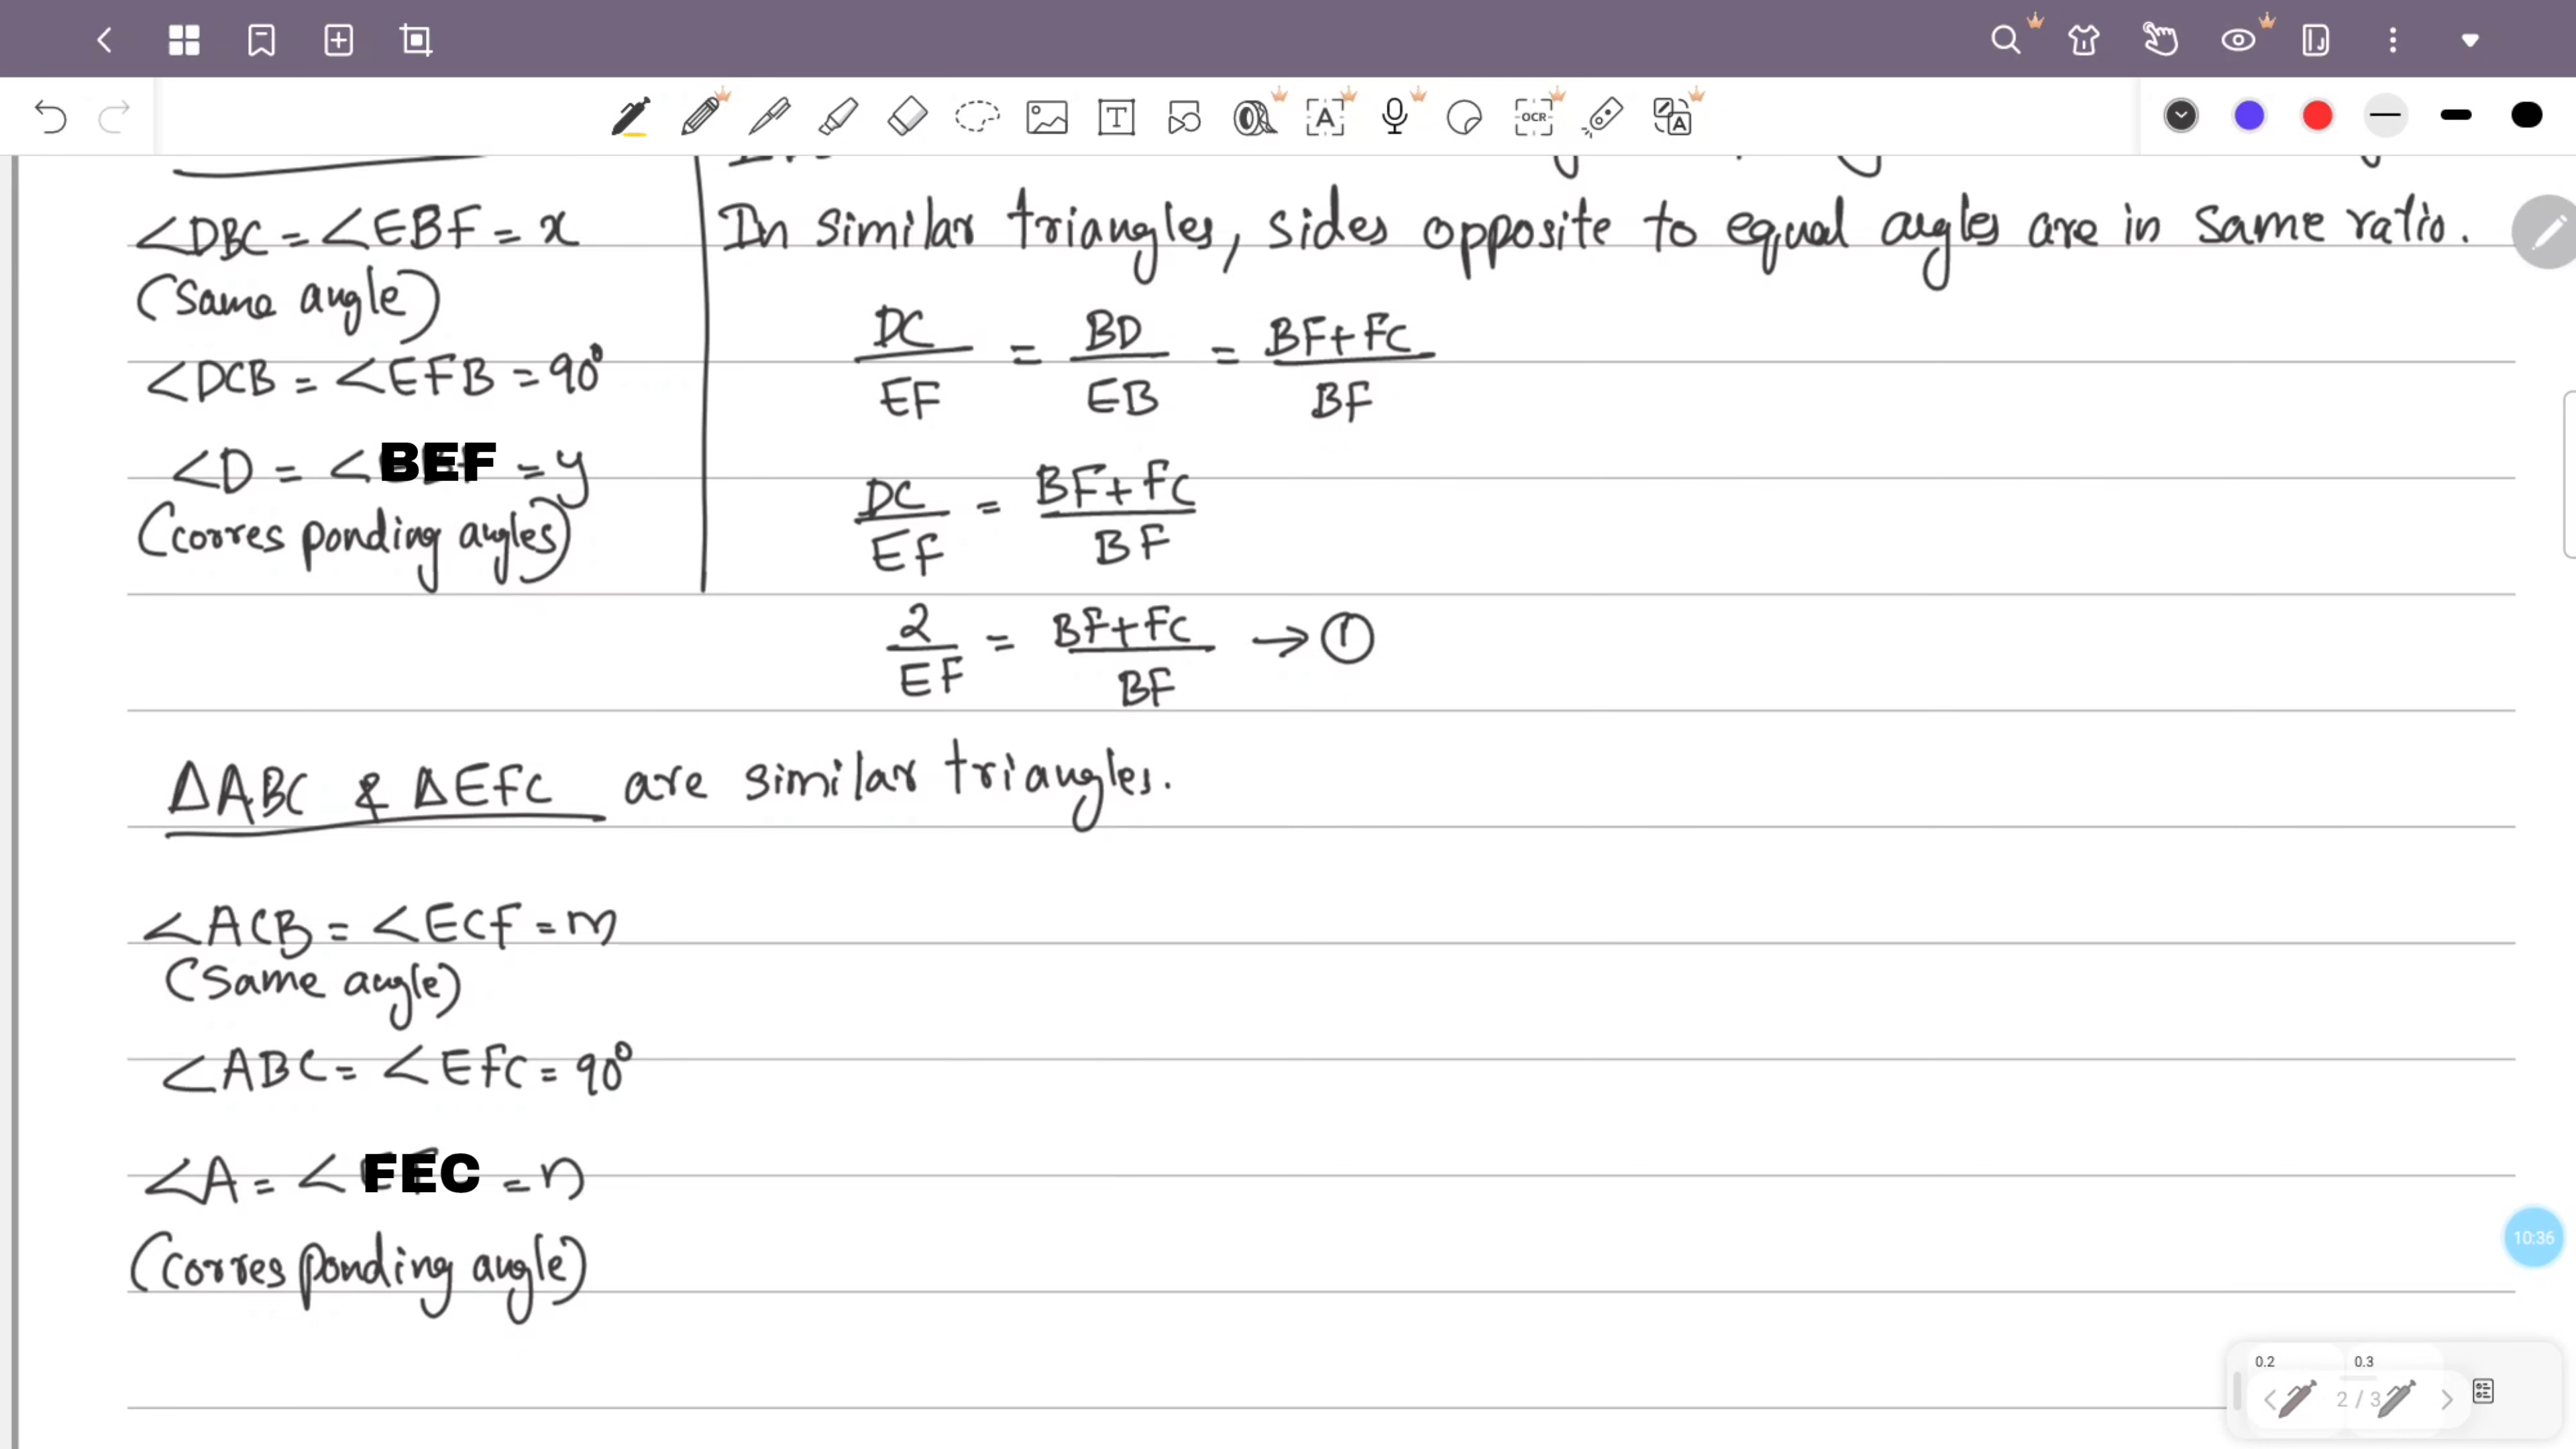 ∠DBC = ∠EBF = x
(Same angle)
∠DCB = ∠EFB = 90°
∠D = ∠BEF = y
(corresponding angles)
In similar triangles, sides opposite to equal angles are in same ratio.
DC/EF = BD/EB = BF+FC/BF
DC/EF = BF+FC/BF
2/EF = BF+FC/BF → ①
ΔABC & ΔEFC are similar triangles.
∠ACB = ∠ECF = m
(Same angle)
∠ABC = ∠EFC = 90°
∠A = ∠FEC = n
(corresponding angle)
10:36
0.2 0.3
2 / 3
OCR